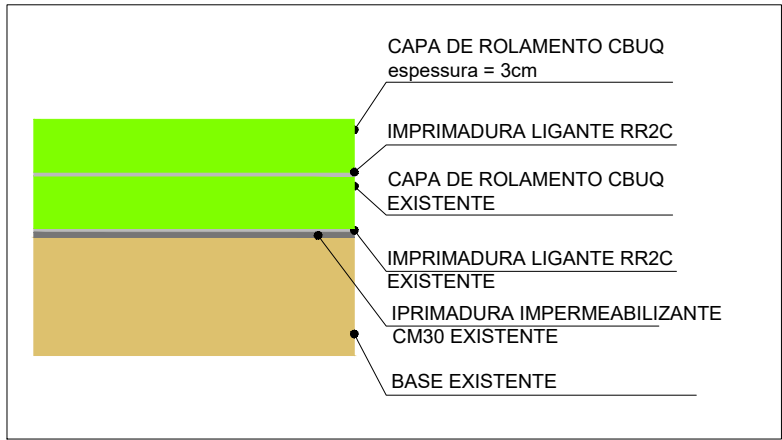 CAPA DE ROLAMENTO CBUQ
espessura = 3cm
IMPRIMADURA LIGANTE RR2C
CAPA DE ROLAMENTO CBUQ
EXISTENTE
IMPRIMADURA LIGANTE RR2C
EXISTENTE
IPRIMADURA IMPERMEABILIZANTE
CM30 EXISTENTE
BASE EXISTENTE